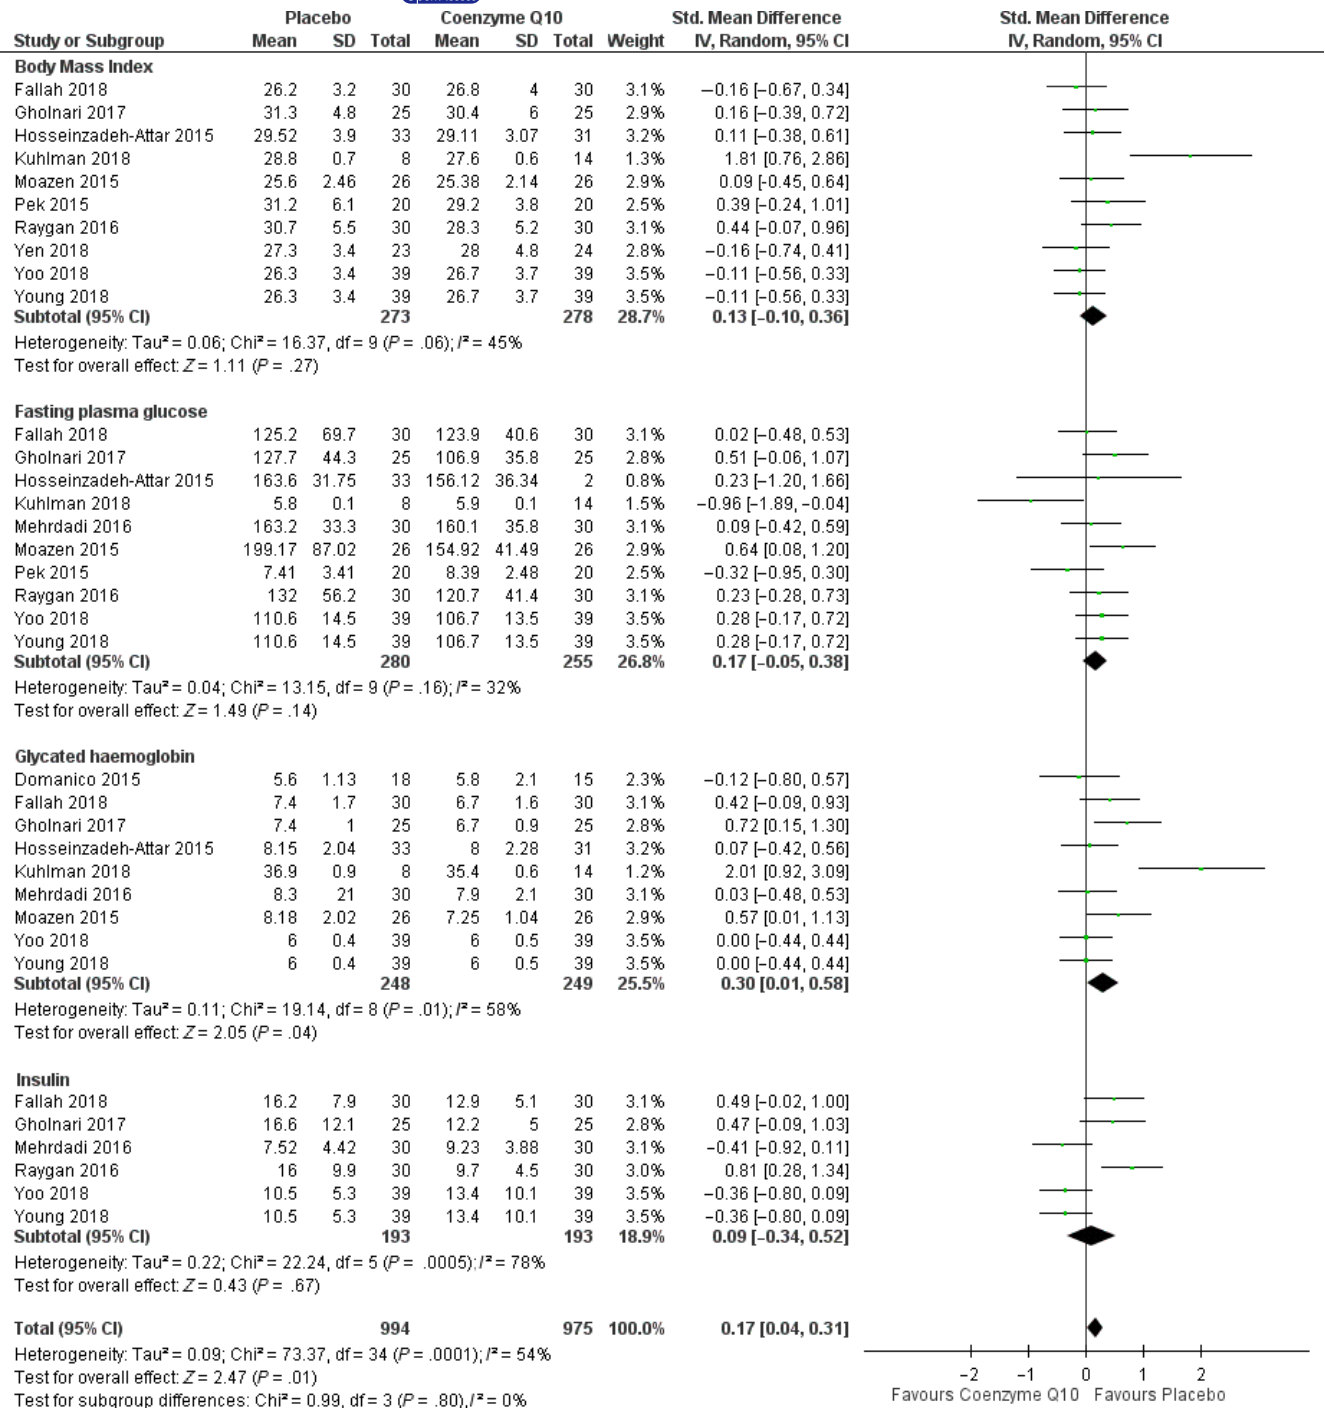 Placebo Coenzyme Q10 Std. Mean Difference Std. Mean Difference
Study or Subgroup Mean SD Total Mean SD Total Weight IV, Random, 95% CI IV, Random, 95% CI
Body Mass Index
Fallah 2018 26.2 3.2 30 26.8 4 30 3.1% −0.16 [−0.67, 0.34]
Gholnari 2017 31.3 4.8 25 30.4 6 25 2.9% 0.16 [−0.39, 0.72]
Hosseinzadeh-Attar 2015 29.52 3.9 33 29.11 3.07 31 3.2% 0.11 [−0.38, 0.61]
Kuhlman 2018 28.8 0.7 8 27.6 0.6 14 1.3% 1.81 [0.76, 2.86]
Moazen 2015 25.6 2.46 26 25.38 2.14 26 2.9% 0.09 [−0.45, 0.64]
Pek 2015 31.2 6.1 20 29.2 3.8 20 2.5% 0.39 [−0.24, 1.01]
Raygan 2016 30.7 5.5 30 28.3 5.2 30 3.1% 0.44 [−0.07, 0.96]
Yen 2018 27.3 3.4 23 28 4.8 24 2.8% −0.16 [−0.74, 0.41]
Yoo 2018 26.3 3.4 39 26.7 3.7 39 3.5% −0.11 [−0.56, 0.33]
Young 2018 26.3 3.4 39 26.7 3.7 39 3.5% −0.11 [−0.56, 0.33]
Subtotal (95% CI) 273 278 28.7% 0.13 [−0.10, 0.36]
Heterogeneity: Tau² = 0.06; Chi² = 16.37, df = 9 (P = .06); I² = 45%
Test for overall effect: Z = 1.11 (P = .27)
Fasting plasma glucose
Fallah 2018 125.2 69.7 30 123.9 40.6 30 3.1% 0.02 [−0.48, 0.53]
Gholnari 2017 127.7 44.3 25 106.9 35.8 25 2.8% 0.51 [−0.06, 1.07]
Hosseinzadeh-Attar 2015 163.6 31.75 33 156.12 36.34 2 0.8% 0.23 [−1.20, 1.66]
Kuhlman 2018 5.8 0.1 8 5.9 0.1 14 1.5% −0.96 [−1.89, −0.04]
Mehrdadi 2016 163.2 33.3 30 160.1 35.8 30 3.1% 0.09 [−0.42, 0.59]
Moazen 2015 199.17 87.02 26 154.92 41.49 26 2.9% 0.64 [0.08, 1.20]
Pek 2015 7.41 3.41 20 8.39 2.48 20 2.5% −0.32 [−0.95, 0.30]
Raygan 2016 132 56.2 30 120.7 41.4 30 3.1% 0.23 [−0.28, 0.73]
Yoo 2018 110.6 14.5 39 106.7 13.5 39 3.5% 0.28 [−0.17, 0.72]
Young 2018 110.6 14.5 39 106.7 13.5 39 3.5% 0.28 [−0.17, 0.72]
Subtotal (95% CI) 280 255 26.8% 0.17 [−0.05, 0.38]
Heterogeneity: Tau² = 0.04; Chi² = 13.15, df = 9 (P = .16); I² = 32%
Test for overall effect: Z = 1.49 (P = .14)
Glycated haemoglobin
Domanico 2015 5.6 1.13 18 5.8 2.1 15 2.3% −0.12 [−0.80, 0.57]
Fallah 2018 7.4 1.7 30 6.7 1.6 30 3.1% 0.42 [−0.09, 0.93]
Gholnari 2017 7.4 1 25 6.7 0.9 25 2.8% 0.72 [0.15, 1.30]
Hosseinzadeh-Attar 2015 8.15 2.04 33 8 2.28 31 3.2% 0.07 [−0.42, 0.56]
Kuhlman 2018 36.9 0.9 8 35.4 0.6 14 1.2% 2.01 [0.92, 3.09]
Mehrdadi 2016 8.3 21 30 7.9 2.1 30 3.1% 0.03 [−0.48, 0.53]
Moazen 2015 8.18 2.02 26 7.25 1.04 26 2.9% 0.57 [0.01, 1.13]
Yoo 2018 6 0.4 39 6 0.5 39 3.5% 0.00 [−0.44, 0.44]
Young 2018 6 0.4 39 6 0.5 39 3.5% 0.00 [−0.44, 0.44]
Subtotal (95% CI) 248 249 25.5% 0.30 [0.01, 0.58]
Heterogeneity: Tau² = 0.11; Chi² = 19.14, df = 8 (P = .01); I² = 58%
Test for overall effect: Z = 2.05 (P = .04)
Insulin
Fallah 2018 16.2 7.9 30 12.9 5.1 30 3.1% 0.49 [−0.02, 1.00]
Gholnari 2017 16.6 12.1 25 12.2 5 25 2.8% 0.47 [−0.09, 1.03]
Mehrdadi 2016 7.52 4.42 30 9.23 3.88 30 3.1% −0.41 [−0.92, 0.11]
Raygan 2016 16 9.9 30 9.7 4.5 30 3.0% 0.81 [0.28, 1.34]
Yoo 2018 10.5 5.3 39 13.4 10.1 39 3.5% −0.36 [−0.80, 0.09]
Young 2018 10.5 5.3 39 13.4 10.1 39 3.5% −0.36 [−0.80, 0.09]
Subtotal (95% CI) 193 193 18.9% 0.09 [−0.34, 0.52]
Heterogeneity: Tau² = 0.22; Chi² = 22.24, df = 5 (P = .0005); I² = 78%
Test for overall effect: Z = 0.43 (P = .67)
Total (95% CI) 994 975 100.0% 0.17 [0.04, 0.31]
Heterogeneity: Tau² = 0.09; Chi² = 73.37, df = 34 (P = .0001); I² = 54%
Test for overall effect: Z = 2.47 (P = .01)
Test for subgroup differences: Chi² = 0.99, df = 3 (P = .80), I² = 0%
−2 −1 0 1 2
Favours Coenzyme Q10 Favours Placebo